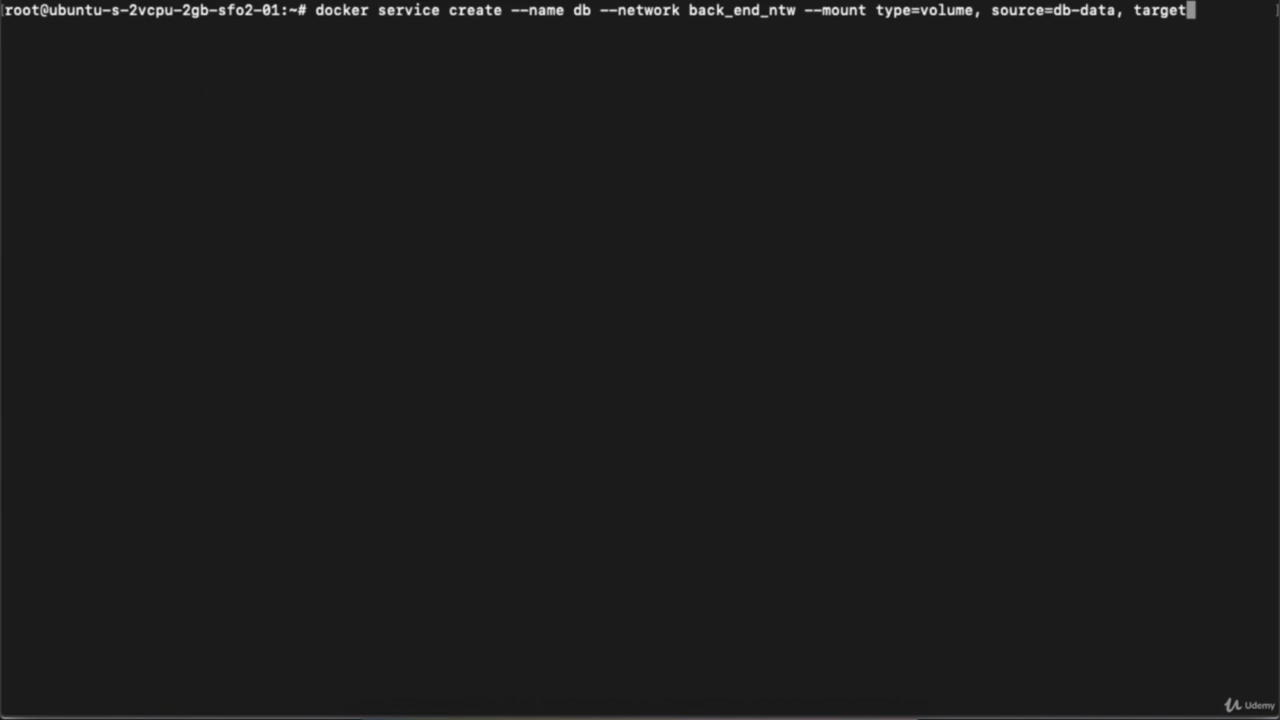 root@ubuntu-s-2vcpu-2gb-sfo2-01:~# docker service create --name db --network back_end_ntw --mount type=volume, source=db-data, target
Udemy